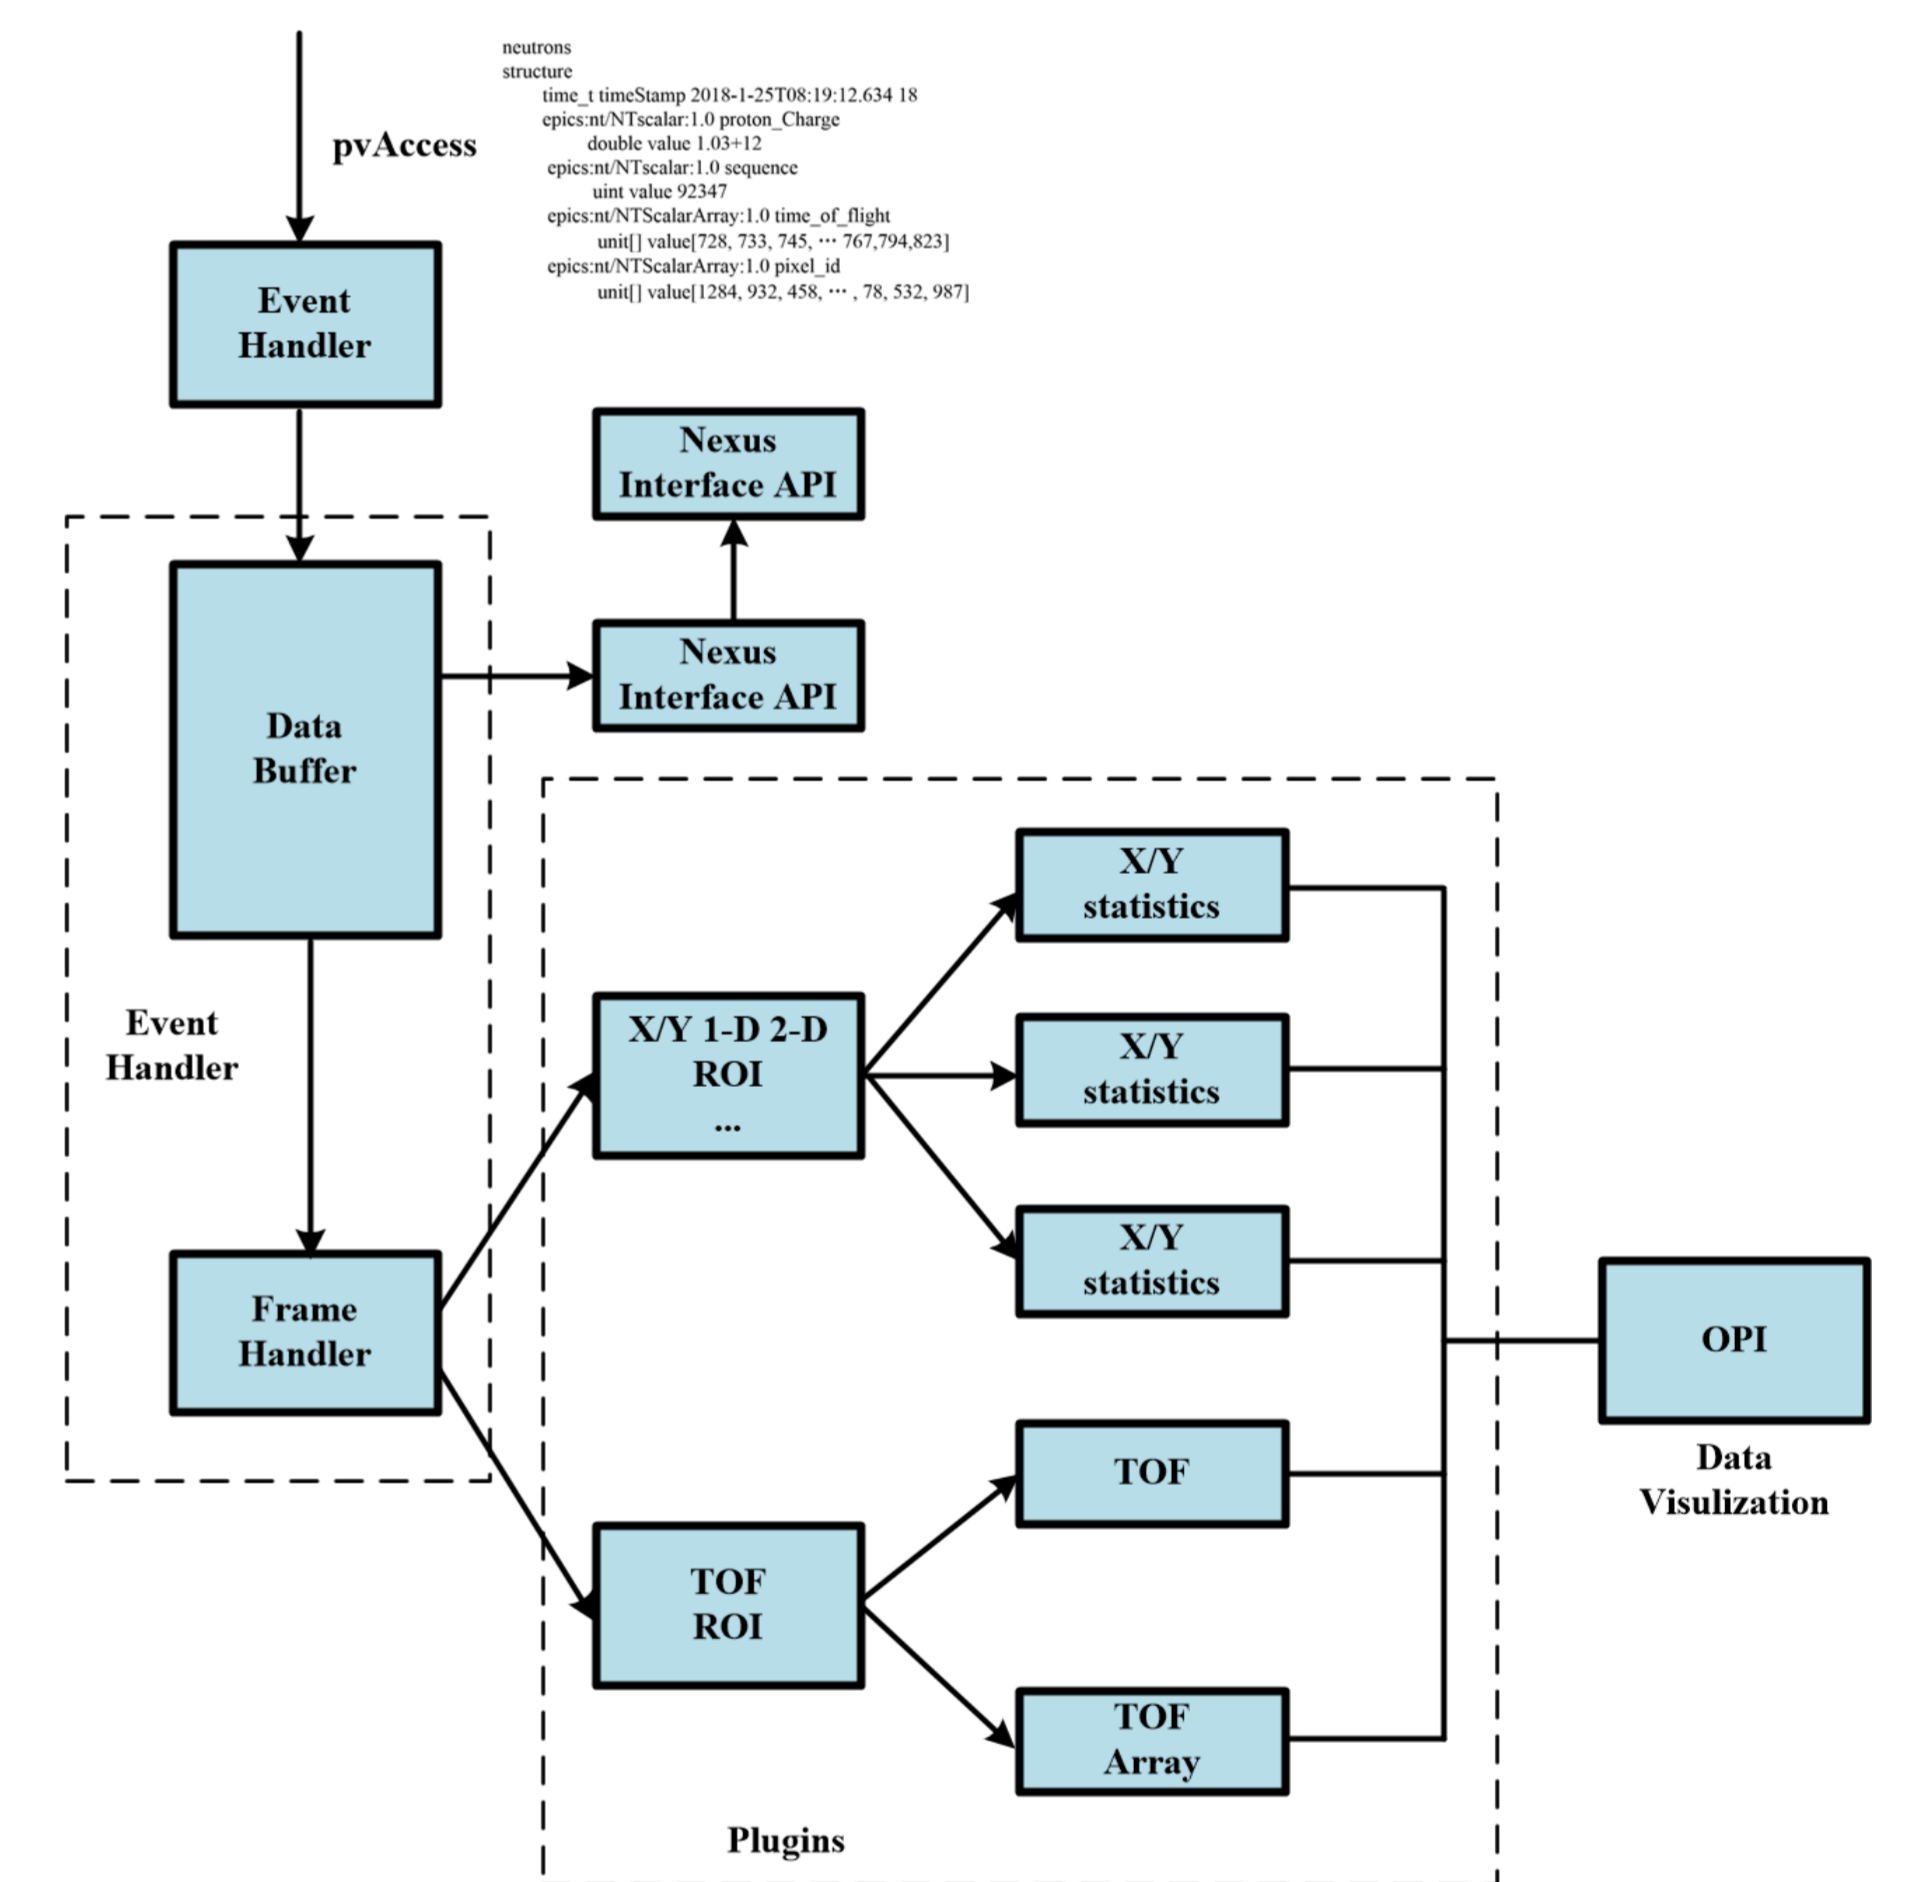 neutrons
structure
time_t timeStamp 2018-1-25T08:19:12.634 18
epics:nt/NTscalar:1.0 proton_Charge
double value 1.03+12
epics:nt/NTscalar:1.0 sequence
uint value 92347
epics:nt/NTScalarArray:1.0 time_of_flight
unit[] value[728, 733, 745, ··· 767,794,823]
epics:nt/NTScalarArray:1.0 pixel_id
unit[] value[1284, 932, 458, ··· , 78, 532, 987]
pvAccess
Event
Handler
Nexus
Interface API
Nexus
Interface API
Data
Buffer
Event
Handler
Frame
Handler
X/Y 1-D 2-D
ROI
...
X/Y
statistics
X/Y
statistics
X/Y
statistics
TOF
ROI
TOF
TOF
Array
Plugins
OPI
Data
Visulization